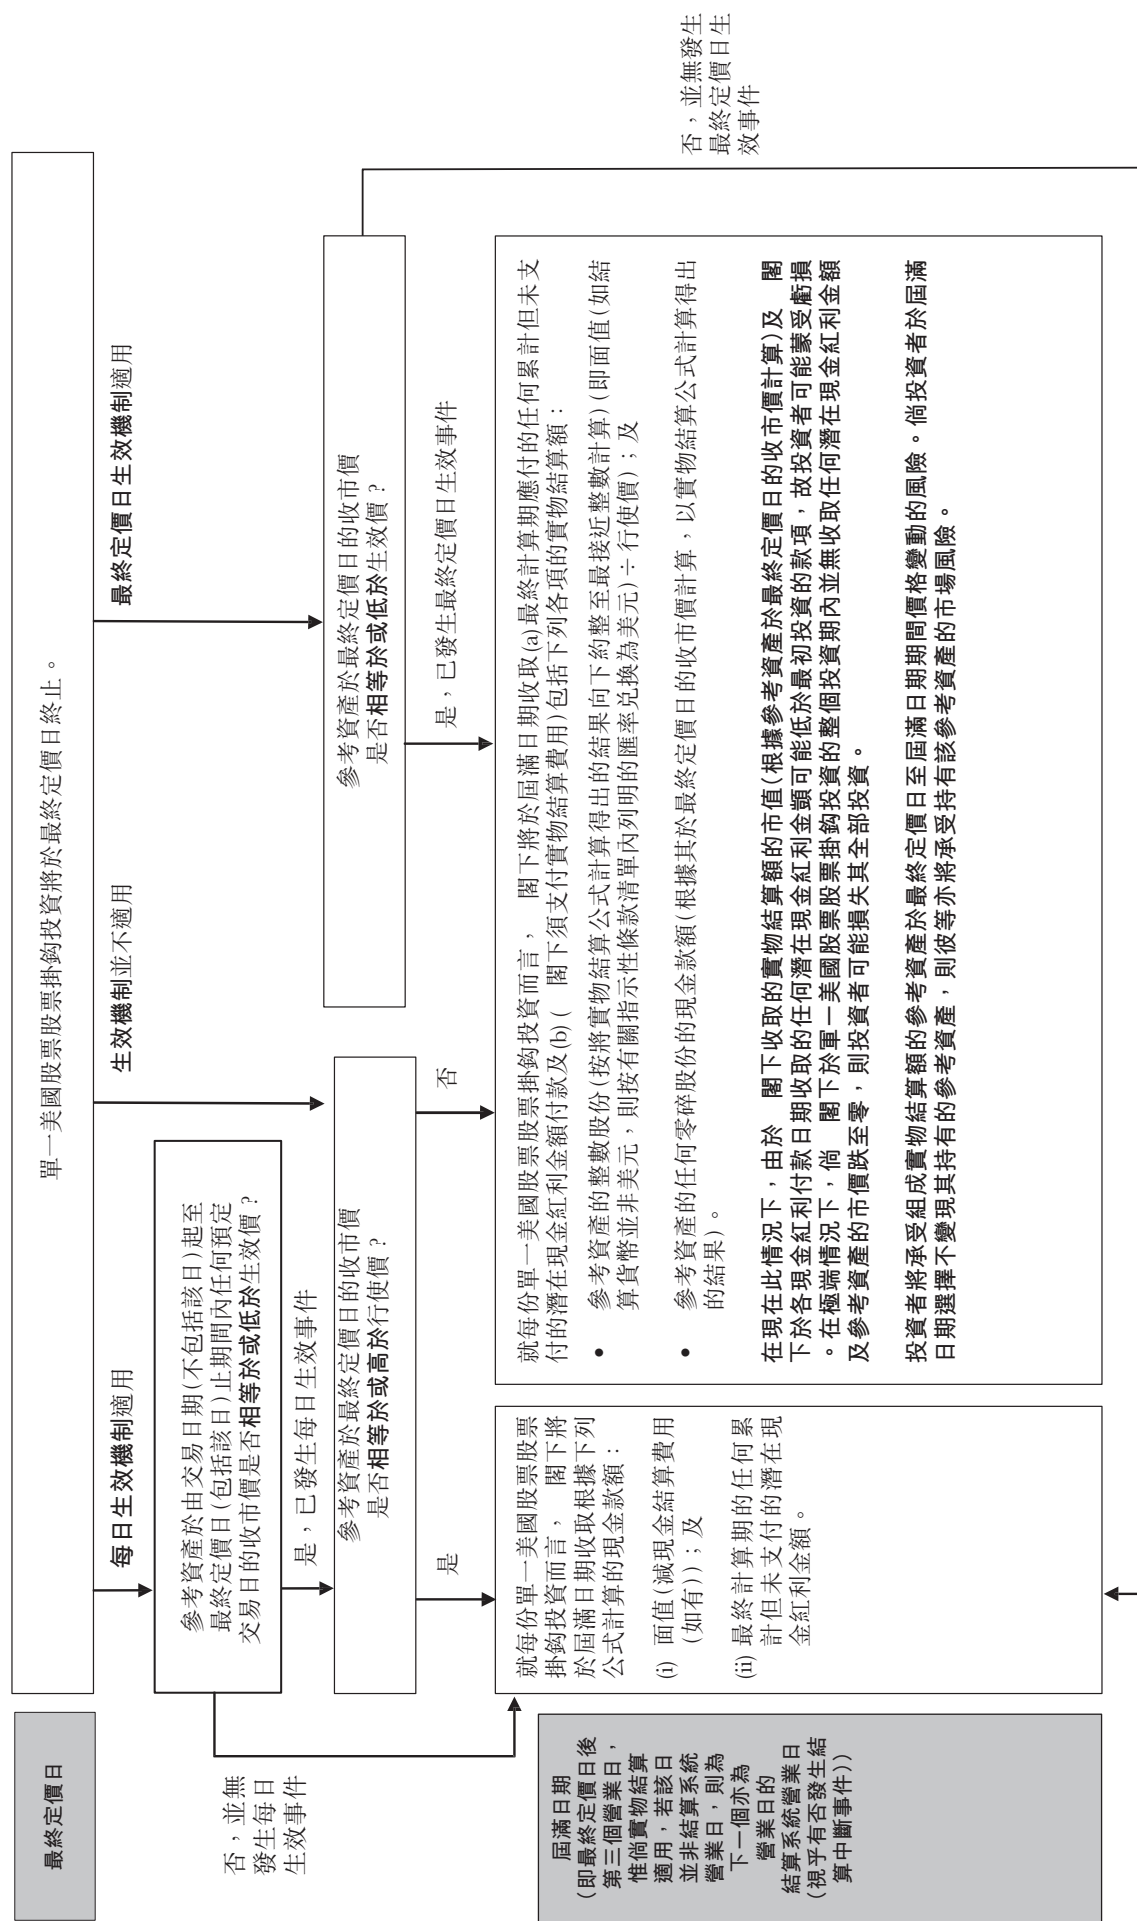 最終定價日
單一美國股票股票掛鈎投資將於最終定價日終止。
每日生效機制適用
生效機制並不適用
最終定價日生效機制適用
參考資產於由交易日期(不包括該日)起至
最終定價日(包括該日)止期間內任何預定
交易日的收市價是否相等於或低於生效價?
否，並無
發生每日
生效事件
是，已發生每日生效事件
參考資產於最終定價日的收市價
是否相等於或高於行使價?
參考資產於最終定價日的收市價
是否相等於或低於生效價?
否，並無發生
最終定價日生
效事件
是
否
是，已發生最終定價日生效事件
屆滿日期
(即最終定價日後
第三個營業日，
惟倘實物結算
適用，若該日
並非結算系統
營業日，則為
下一個亦為
營業日的
結算系統營業日
(視乎有否發生結
算中斷事件))
就每份單一美國股票股票
掛鈎投資而言， 閣下將
於屆滿日期收取根據下列
公式計算的現金款額：
(i) 面值(減現金結算費用
(如有))；及
(ii) 最終計算期的任何累
計但未支付的潛在現
金紅利金額。
就每份單一美國股票股票掛鈎投資而言， 閣下將於屆滿日期收取(a)最終計算期應付的任何累計但未支
付的潛在現金紅利金額付款及(b)( 閣下須支付實物結算費用)包括下列各項的實物結算額：
• 參考資產的整數股份(按將實物結算公式計算得出的結果向下約整至最接近整數計算)(即面值(如結
算貨幣並非美元，則按有關指示性條款清單內列明的匯率兌換為美元)÷行使價)；及
• 參考資產的任何零碎股份的現金款額(根據其於最終定價日的收市價計算，以實物結算公式計算得出
的結果)。
在現在此情況下，由於 閣下收取的實物結算額的市值(根據參考資產於最終定價日的收市價計算)及 閣
下於各現金紅利付款日期收取的任何潛在現金紅利金顗可能低於最初投資的款項，故投資者可能蒙受虧損
。在極端情況下，倘 閣下於單一美國股票股票掛鈎投資的整個投資期內並無收取任何潛在現金紅利金額
及參考資產的市價跌至零，則投資者可能損失其全部投資。
投資者將承受組成實物結算額的參考資產於最終定價日至屆滿日期期間價格變動的風險。倘投資者於屆滿
日期選擇不變現其持有的參考資產，則彼等亦將承受持有該參考資產的市場風險。